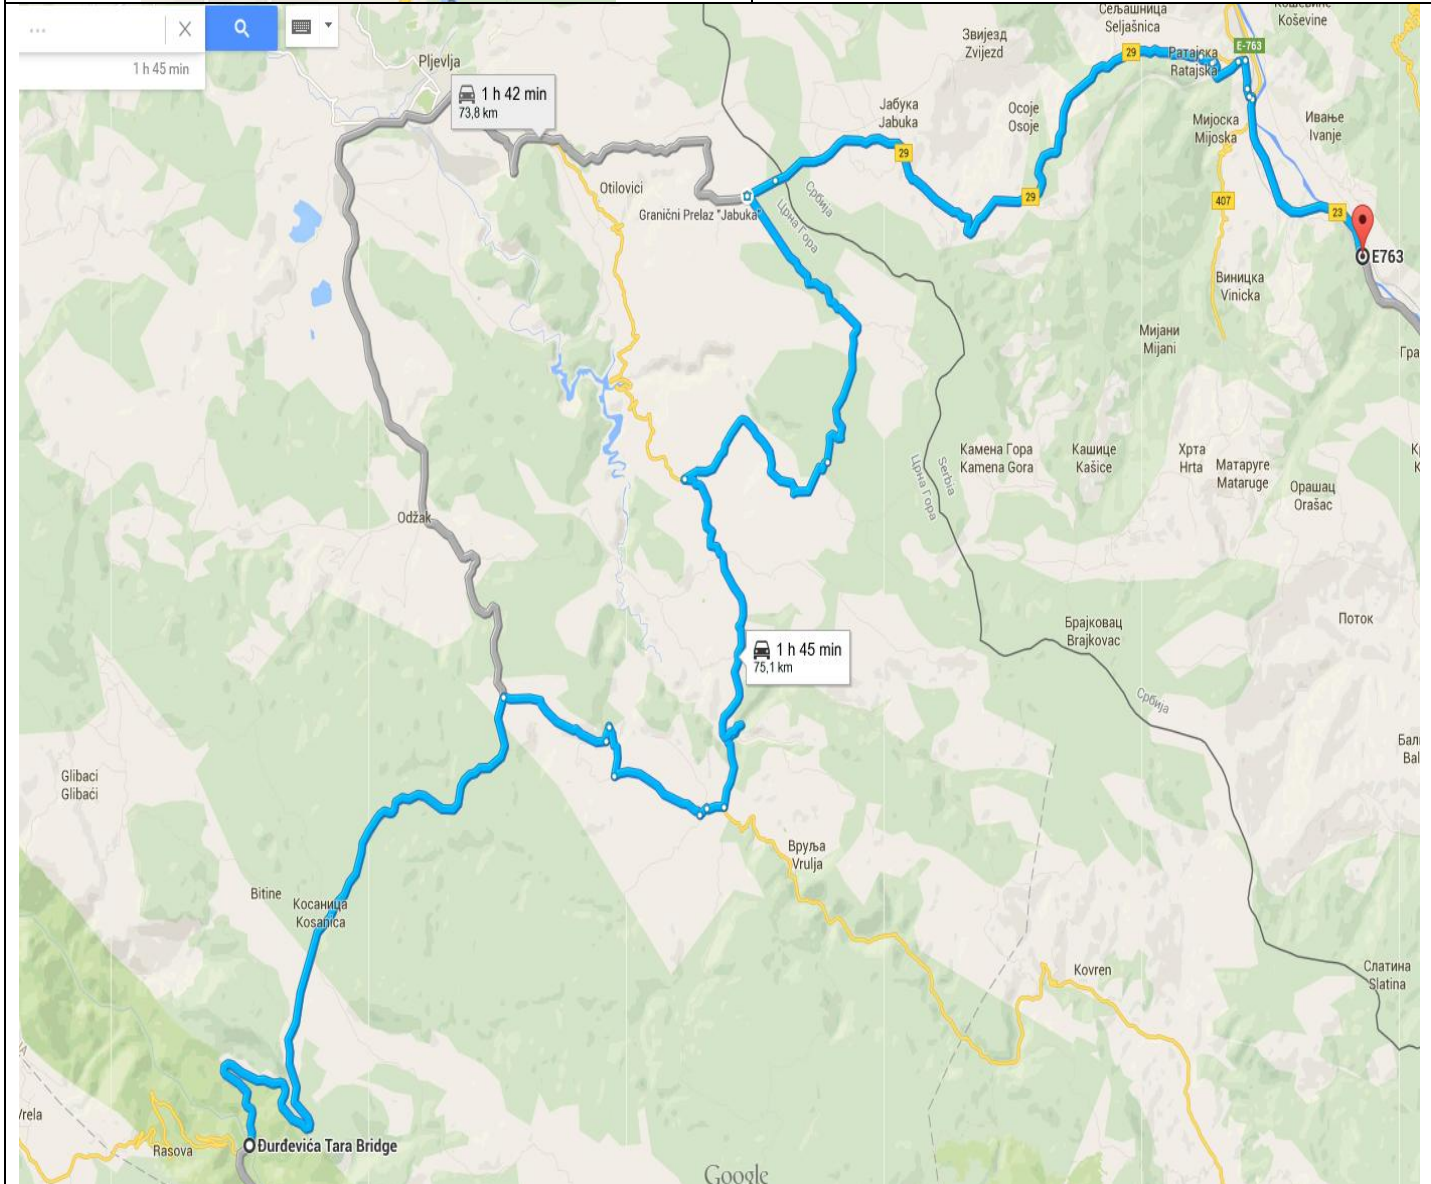 ...
1 h 45 min
Сељашница
Seljašnica
Koševine
Звијезд
Zvijezd
E-763
29
Ратајска
Ratajska
Pljevlja
1 h 42 min
73,8 km
Јабука
Jabuka
Осоје
Osoje
Мијоска
Mijoska
Ивање
Ivanje
29
Otilovici
Granični Prelaz "Jabuka"
Србија
Црна Гора
29
407
23
E763
Виницка
Vinicka
Мијани
Mijani
Гра
Камена Гора
Kamena Gora
Кашице
Kašice
Хрта
Hrta
Матаруге
Mataruge
Орашац
Orašac
Serbia
Црна Гора
Odžak
Брајковац
Brajkovac
Поток
1 h 45 min
75,1 km
Србија
Glibaci
Glibaći
Вруља
Vrulja
Bitine
Косаница
Kosanica
Kovren
Слатина
Slatina
Rasova
Đurđevića Tara Bridge
Google